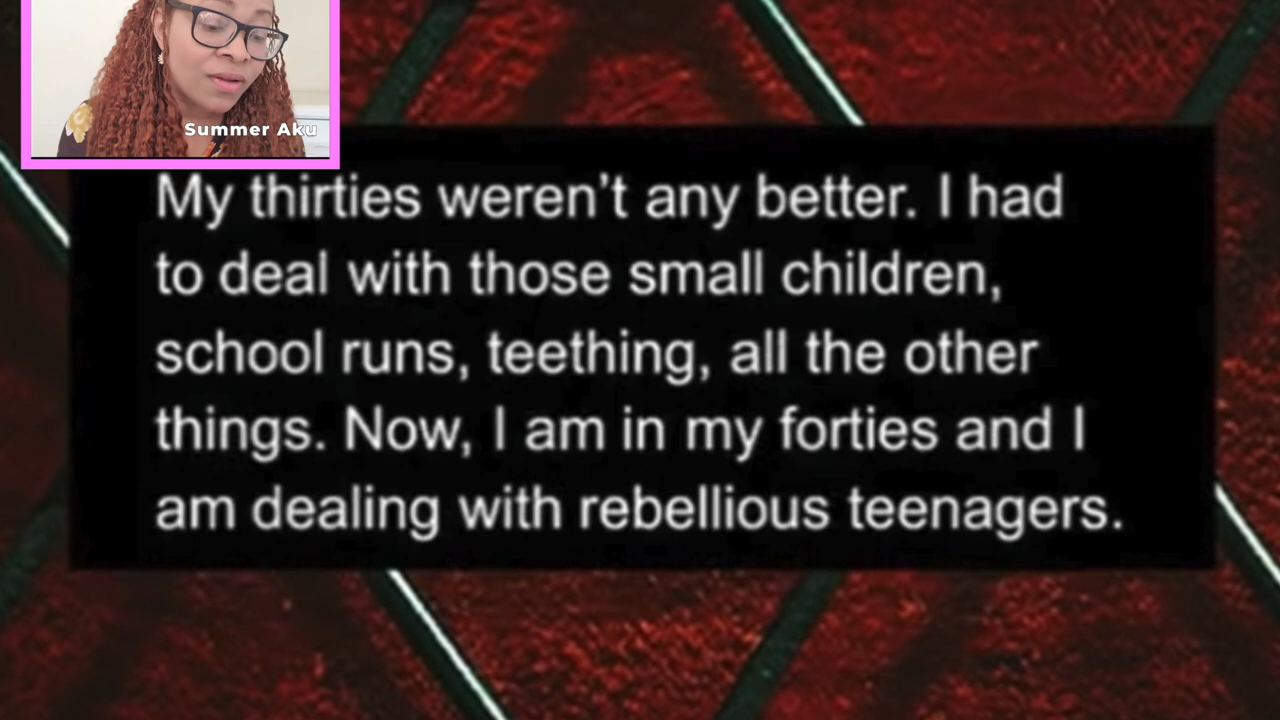 Summer Aku
My thirties weren't any better. I had
to deal with those small children,
school runs, teething, all the other
things. Now, I am in my forties and I
am dealing with rebellious teenagers.